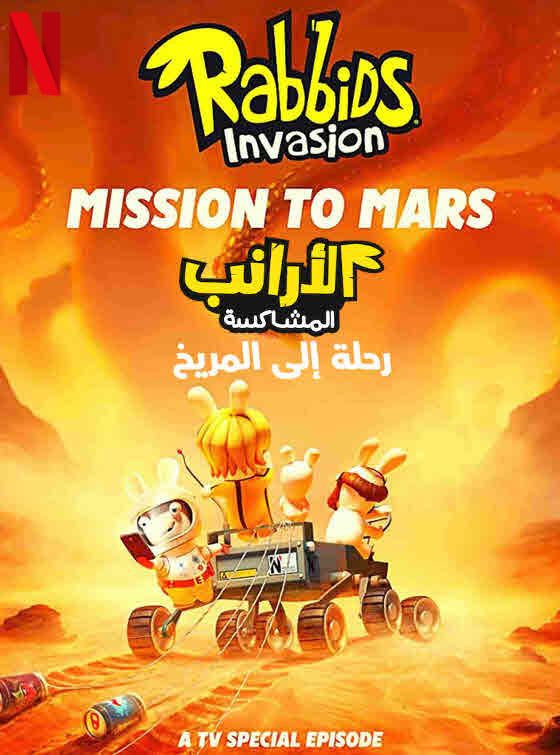 N
Rabbids
Invasion
MISSION TO MARS
الأرانب
المشاكسة
رحلة إلى المريخ
A TV SPECIAL EPISODE